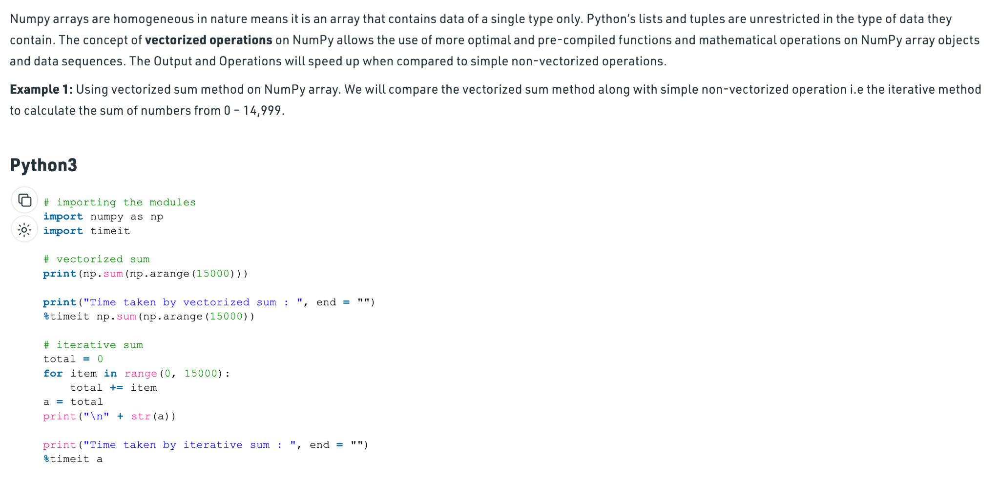 Numpy arrays are homogeneous in nature means it is an array that contains data of a single type only. Python’s lists and tuples are unrestricted in the type of data they
contain. The concept of vectorized operations on NumPy allows the use of more optimal and pre-compiled functions and mathematical operations on NumPy array objects
and data sequences. The Output and Operations will speed up when compared to simple non-vectorized operations.
Example 1: Using vectorized sum method on NumPy array. We will compare the vectorized sum method along with simple non-vectorized operation i.e the iterative method
to calculate the sum of numbers from 0 – 14,999.
Python3
# importing the modules
import numpy as np
import timeit
# vectorized sum
print(np.sum(np.arange(15000)))
print("Time taken by vectorized sum : ", end = "")
%timeit np.sum(np.arange(15000))
# iterative sum
total = 0
for item in range(0, 15000):
    total += item
a = total
print("\n" + str(a))
print("Time taken by iterative sum : ", end = "")
%timeit a